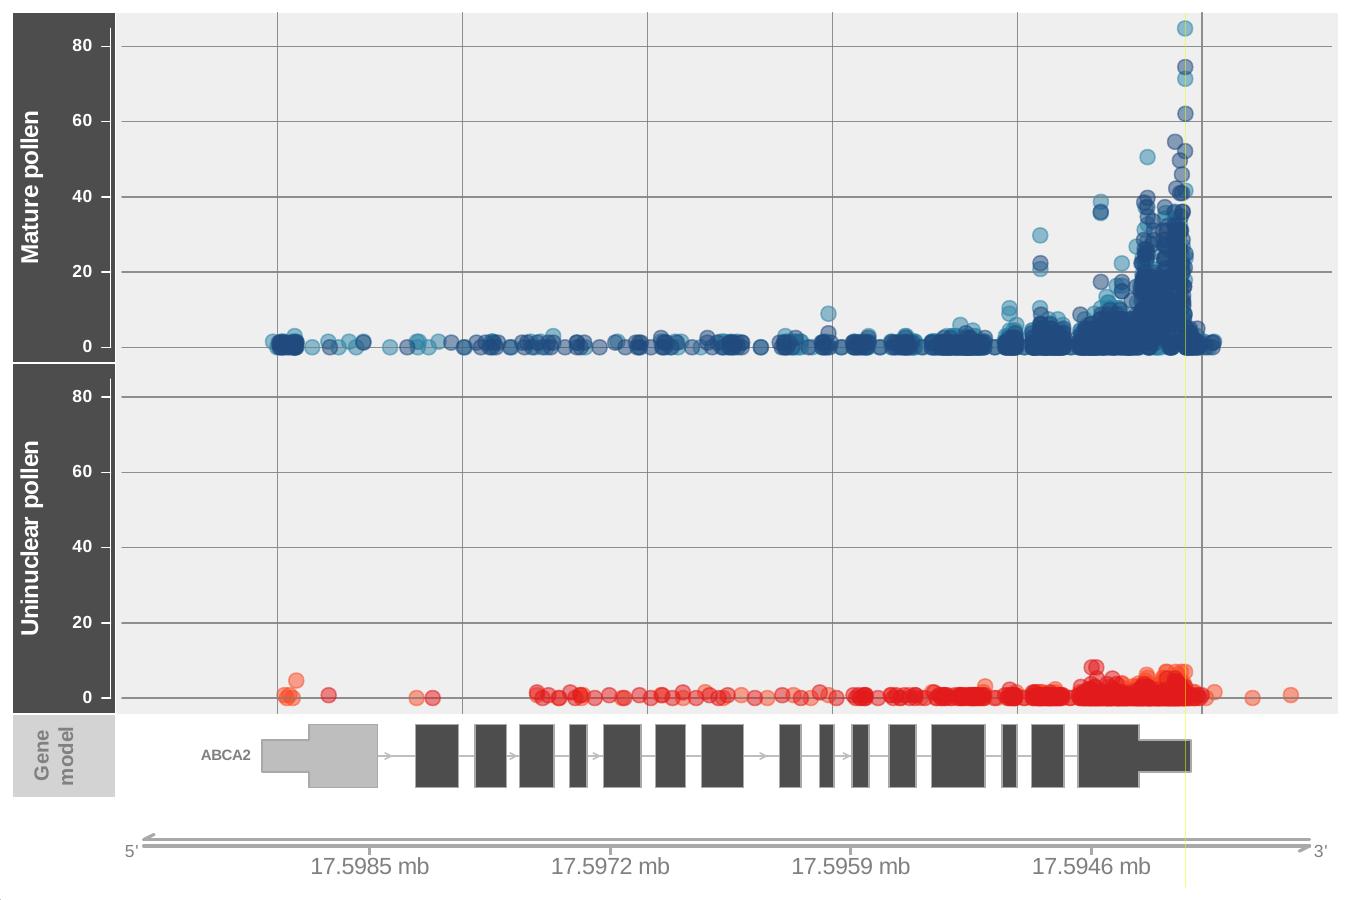 Mature pollen
80
60
40
20
0
Uninuclear pollen
80
60
40
20
0
Gene
model
ABCA2
5'
3'
17.5985 mb
17.5972 mb
17.5959 mb
17.5946 mb